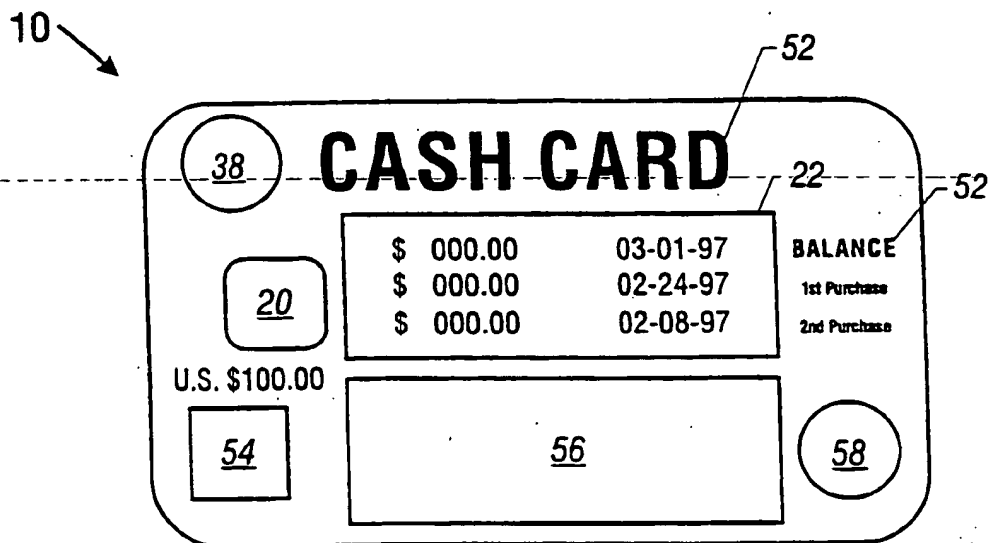 10
52
38 CASH CARD
22
52
$ 000.00 03-01-97 BALANCE
$ 000.00 02-24-97 1st Purchase
20
$ 000.00 02-08-97 2nd Purchase
U.S. $100.00
54 56 58